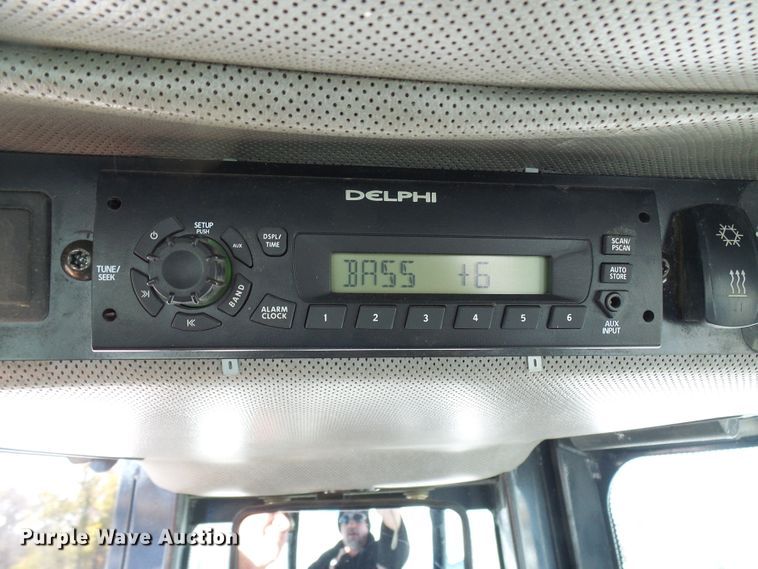 DELPHI
SETUP
PUSH
AUX
DSPL/
TIME
SCAN/
PSCAN
TUNE/
SEEK
BASS +6
AUTO
STORE
BAND
ALARM
CLOCK
1 2 3 4 5 6
AUX
INPUT
Purple Wave Auction